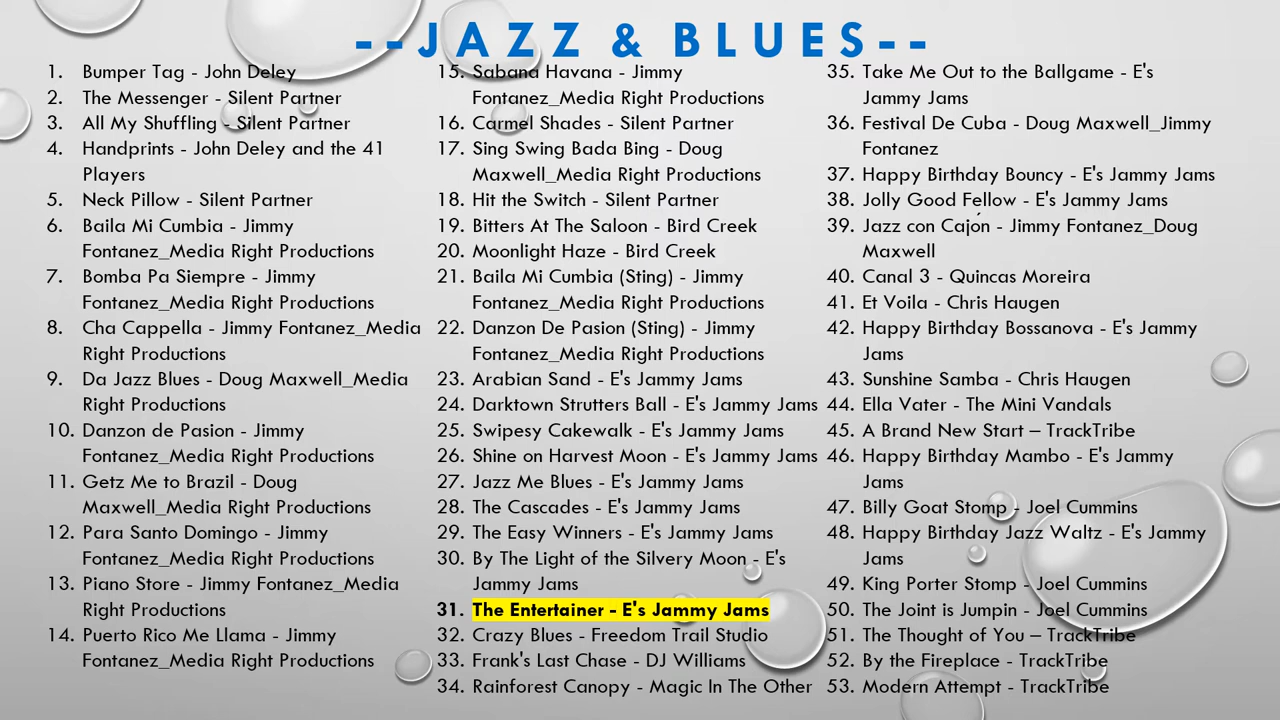 --JAZZ & BLUES--
1. Bumper Tag - John Deley
2. The Messenger - Silent Partner
3. All My Shuffling - Silent Partner
4. Handprints - John Deley and the 41
Players
5. Neck Pillow - Silent Partner
6. Baila Mi Cumbia - Jimmy
Fontanez_Media Right Productions
7. Bomba Pa Siempre - Jimmy
Fontanez_Media Right Productions
8. Cha Cappella - Jimmy Fontanez_Media
Right Productions
9. Da Jazz Blues - Doug Maxwell_Media
Right Productions
10. Danzon de Pasion - Jimmy
Fontanez_Media Right Productions
11. Getz Me to Brazil - Doug
Maxwell_Media Right Productions
12. Para Santo Domingo - Jimmy
Fontanez_Media Right Productions
13. Piano Store - Jimmy Fontanez_Media
Right Productions
14. Puerto Rico Me Llama - Jimmy
Fontanez_Media Right Productions
15. Sabana Havana - Jimmy
Fontanez_Media Right Productions
16. Carmel Shades - Silent Partner
17. Sing Swing Bada Bing - Doug
Maxwell_Media Right Productions
18. Hit the Switch - Silent Partner
19. Bitters At The Saloon - Bird Creek
20. Moonlight Haze - Bird Creek
21. Baila Mi Cumbia (Sting) - Jimmy
Fontanez_Media Right Productions
22. Danzon De Pasion (Sting) - Jimmy
Fontanez_Media Right Productions
23. Arabian Sand - E's Jammy Jams
24. Darktown Strutters Ball - E's Jammy Jams
25. Swipesy Cakewalk - E's Jammy Jams
26. Shine on Harvest Moon - E's Jammy Jams
27. Jazz Me Blues - E's Jammy Jams
28. The Cascades - E's Jammy Jams
29. The Easy Winners - E's Jammy Jams
30. By The Light of the Silvery Moon - E's
Jammy Jams
31. The Entertainer - E's Jammy Jams
32. Crazy Blues - Freedom Trail Studio
33. Frank's Last Chase - DJ Williams
34. Rainforest Canopy - Magic In The Other
35. Take Me Out to the Ballgame - E's
Jammy Jams
36. Festival De Cuba - Doug Maxwell_Jimmy
Fontanez
37. Happy Birthday Bouncy - E's Jammy Jams
38. Jolly Good Fellow - E's Jammy Jams
39. Jazz con Cajón - Jimmy Fontanez_Doug
Maxwell
40. Canal 3 - Quincas Moreira
41. Et Voila - Chris Haugen
42. Happy Birthday Bossanova - E's Jammy
Jams
43. Sunshine Samba - Chris Haugen
44. Ella Vater - The Mini Vandals
45. A Brand New Start – TrackTribe
46. Happy Birthday Mambo - E's Jammy
Jams
47. Billy Goat Stomp - Joel Cummins
48. Happy Birthday Jazz Waltz - E's Jammy
Jams
49. King Porter Stomp - Joel Cummins
50. The Joint is Jumpin - Joel Cummins
51. The Thought of You – TrackTribe
52. By the Fireplace - TrackTribe
53. Modern Attempt - TrackTribe